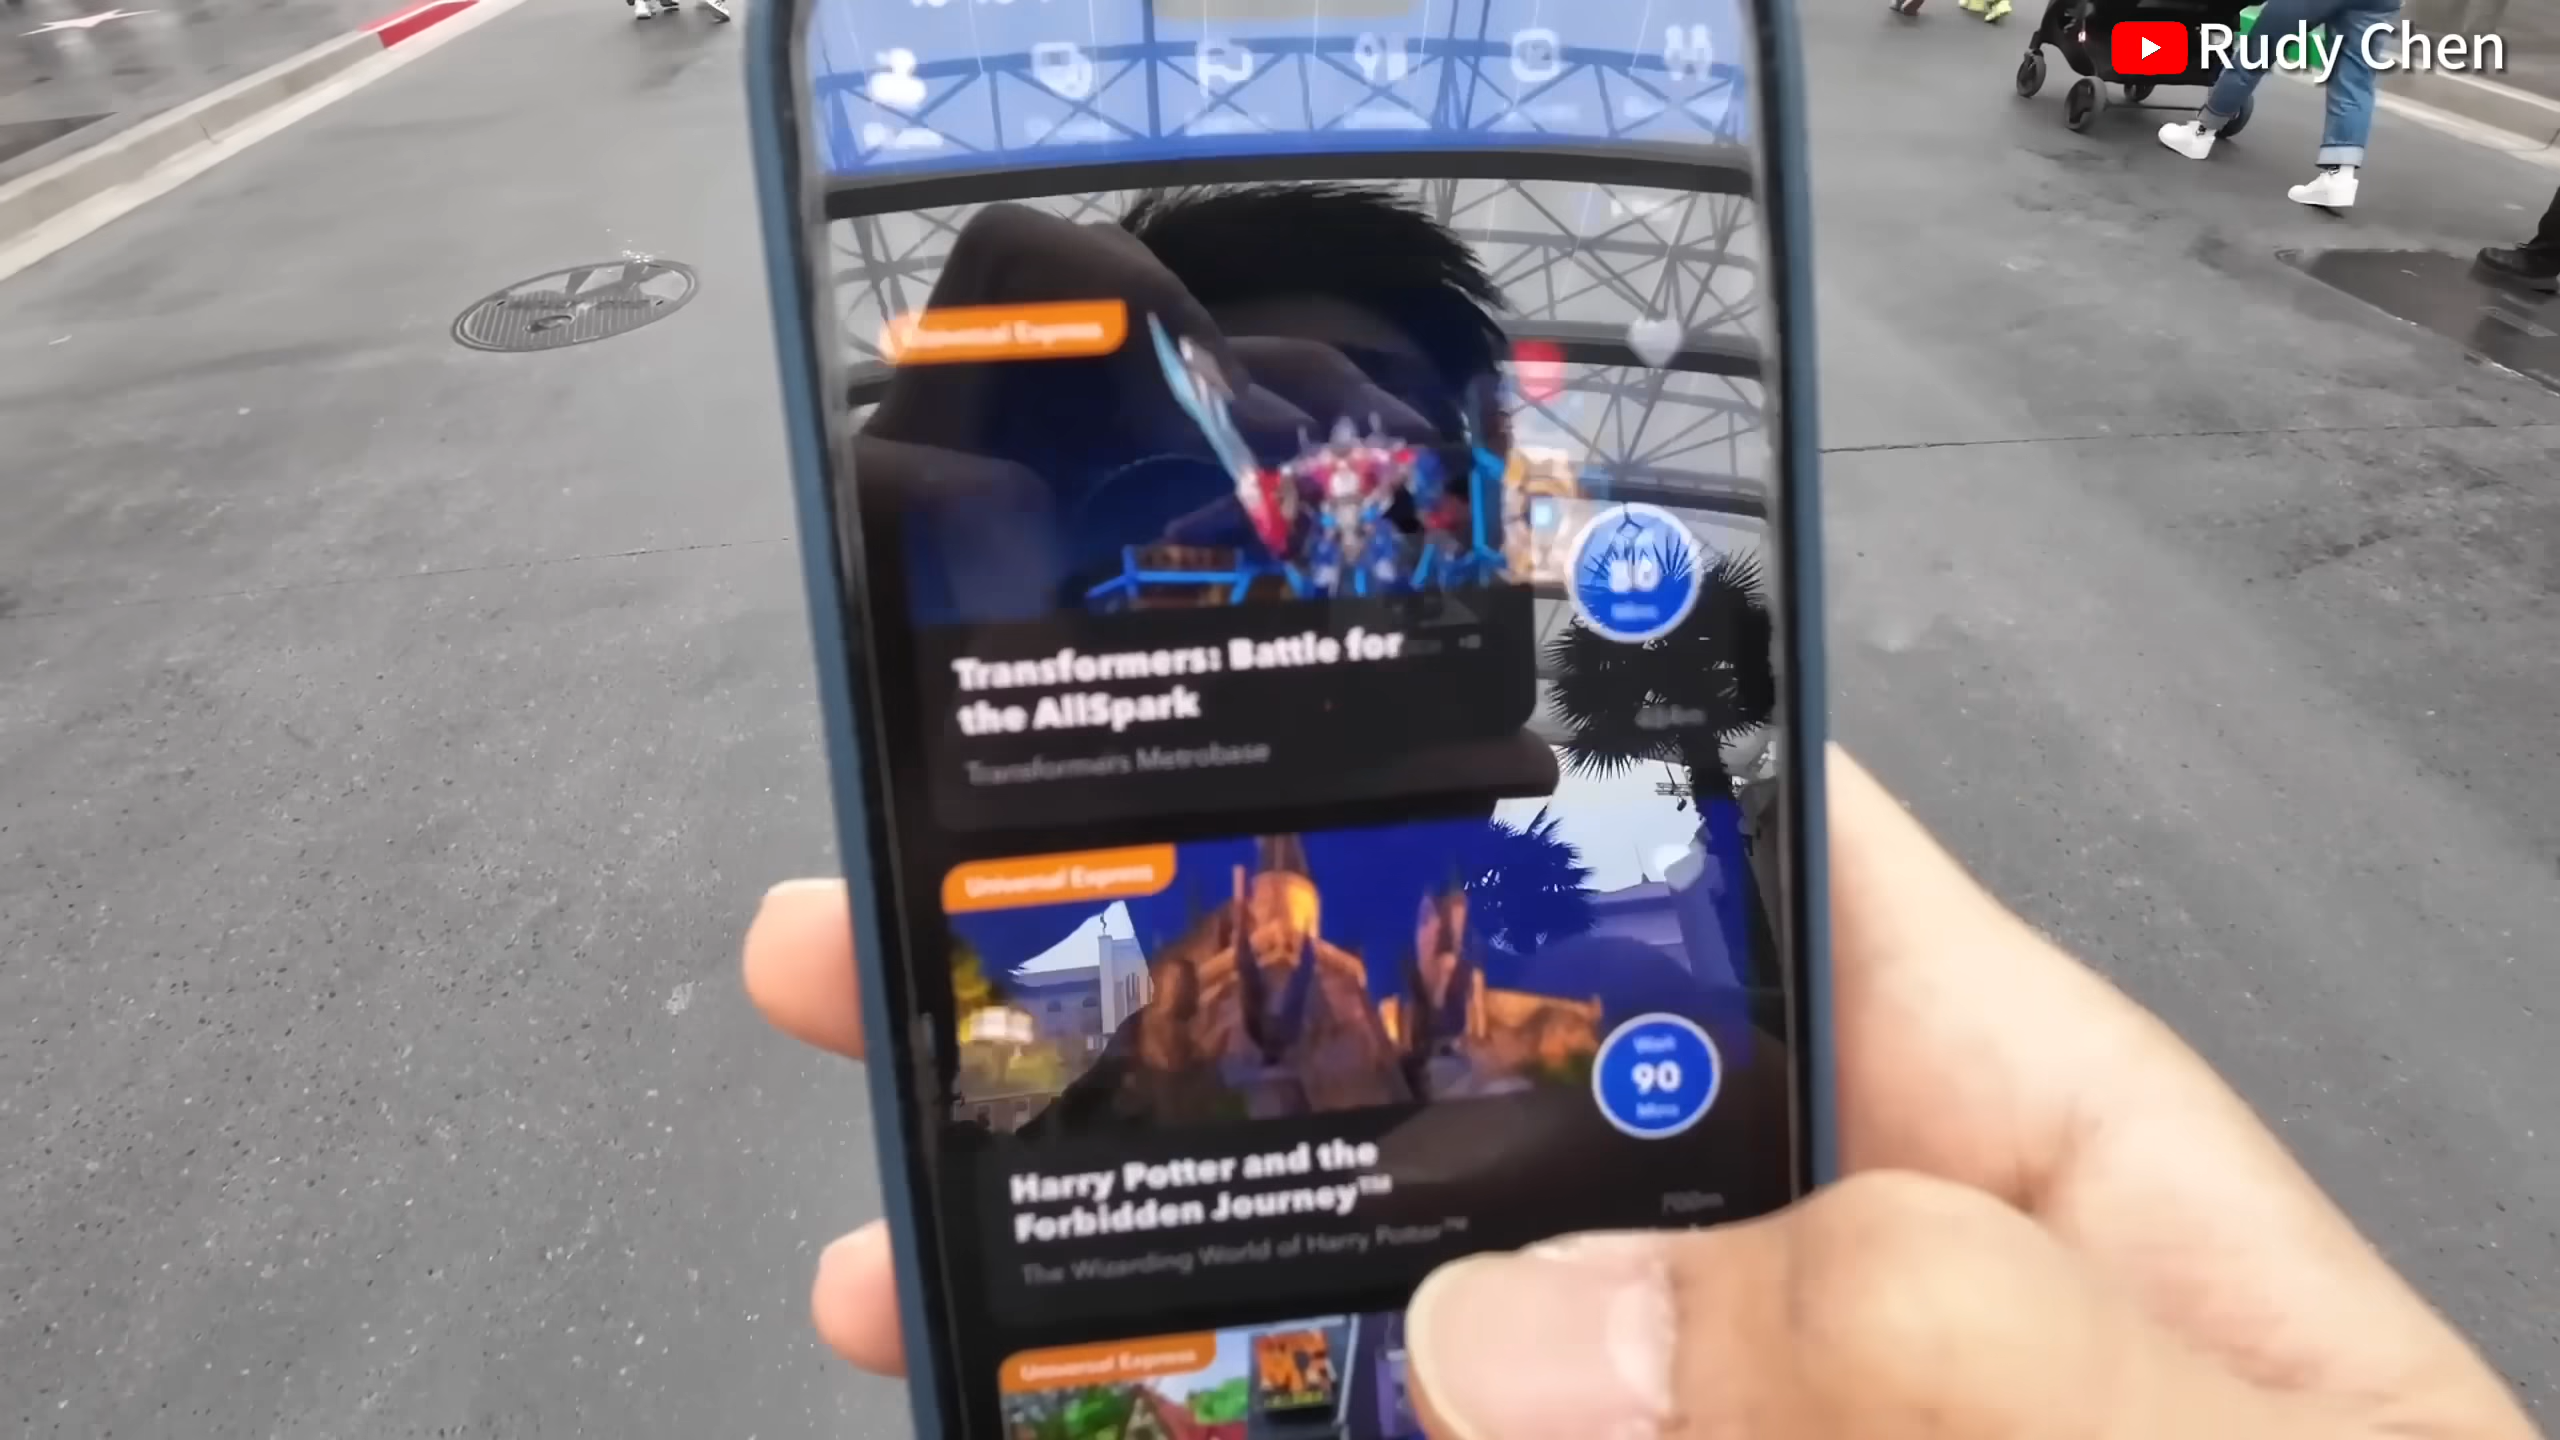 Rudy Chen
Universal Express
Transformers: Battle for
the AllSpark
Transformers Metrobase
Universal Express
Wait
90
Mins
Harry Potter and the
Forbidden Journey™
700m
The Wizarding World of Harry Potter™
Universal Express